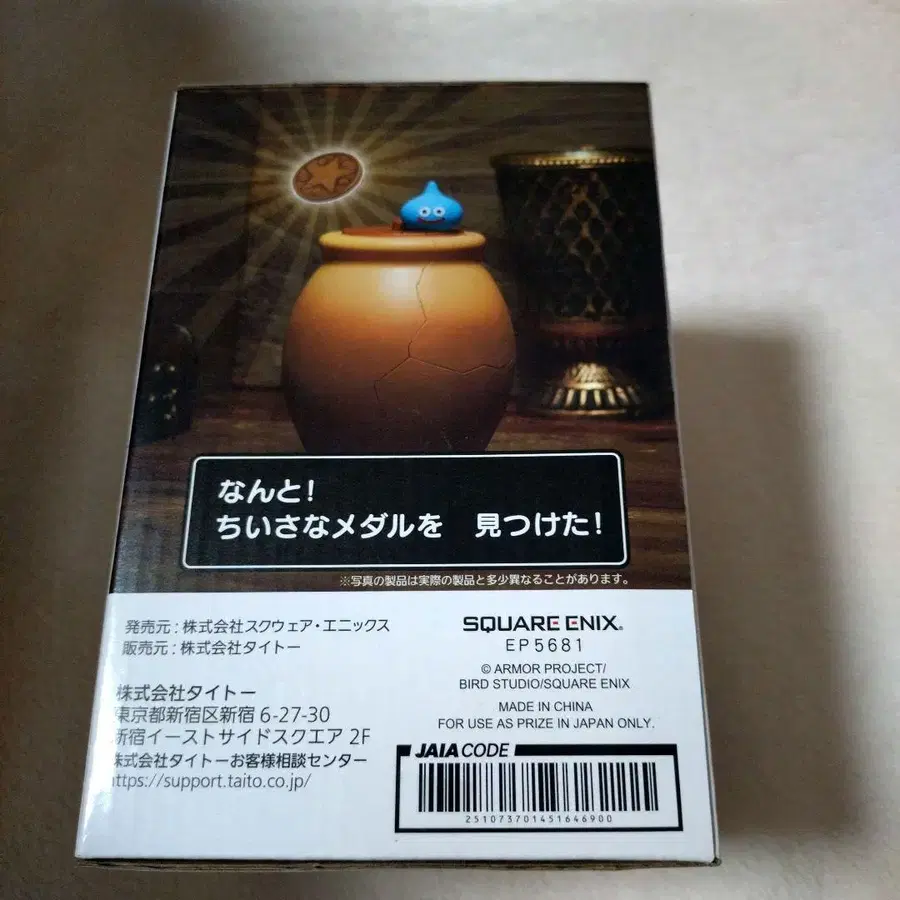 なんと!
ちいさなメダルを 見つけた!
※写真の製品は実際の製品と多少異なることがあります。
発売元:株式会社スクウェア・エニックス
販売元:株式会社タイトー
株式会社タイトー
東京都新宿区新宿 6-27-30
新宿イーストサイドスクエア 2F
株式会社タイトーお客様相談センター
https://support.taito.co.jp/
SQUARE ENIX®
EP5681
© ARMOR PROJECT/
BIRD STUDIO/SQUARE ENIX
MADE IN CHINA
FOR USE AS PRIZE IN JAPAN ONLY.
JAIA CODE
251073701451646900